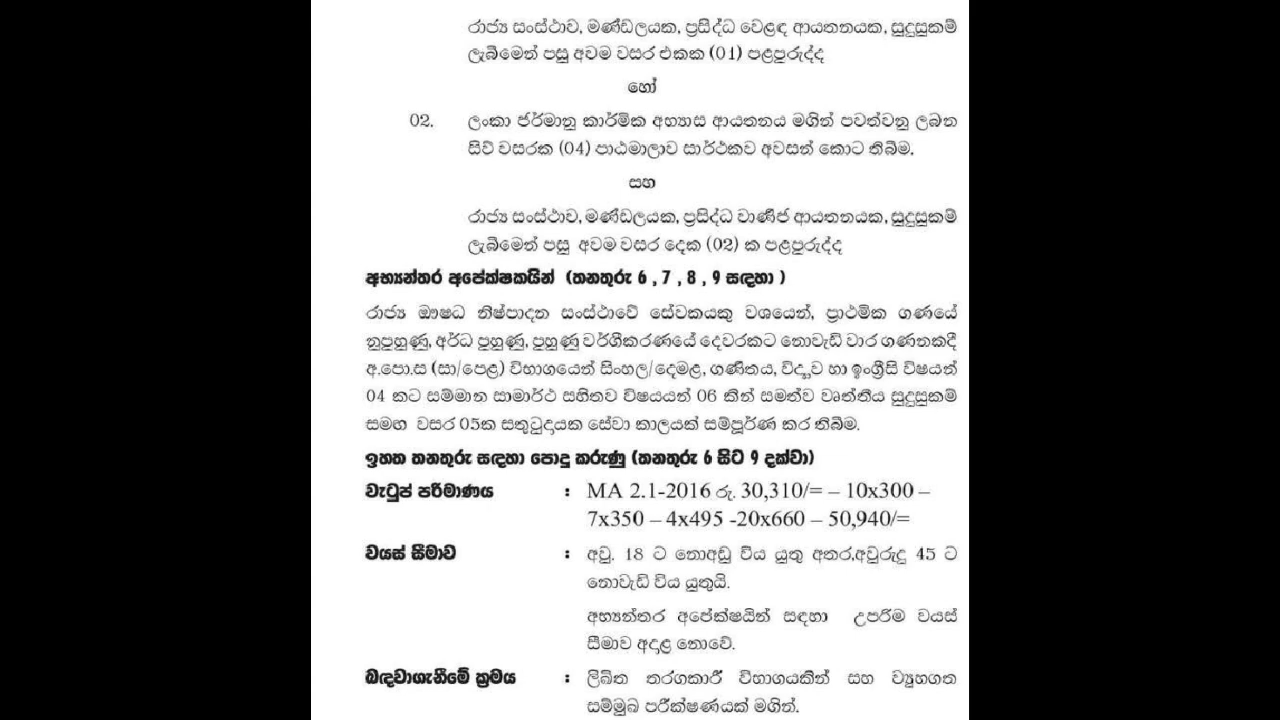 රාජ්‍ය සංස්ථාව, මණ්ඩලයක, ප්‍රසිද්ධ වෙළඳ ආයතනයක, සුදුසුකම්
ලැබීමෙන් පසු අවම වසර එකක (01) පළපුරුද්ද
හෝ
02. ලංකා ජර්මානු කාර්මික අභ්‍යාස ආයතනය මගින් පවත්වනු ලබන
සිව් වසරක (04) පාඨමාලාව සාර්ථකව අවසන් කොට තිබීම.
සහ
රාජ්‍ය සංස්ථාව, මණ්ඩලයක, ප්‍රසිද්ධ වාණිජ ආයතනයක, සුදුසුකම්
ලැබීමෙන් පසු අවම වසර දෙක (02) ක පළපුරුද්ද
අභ්‍යන්තර අපේක්ෂකයින් (තනතුරු 6 , 7 , 8 , 9 සඳහා )
රාජ්‍ය ඖෂධ නිෂ්පාදන සංස්ථාවේ සේවකයකු වශයෙන්, ප්‍රාථමික ගණයේ
නුපුහුණු, අර්ධ පුහුණු, පුහුණු වර්ගීකරණයේ දෙවරකට නොවැඩි වාර ගණනකදී
අ.පො.ස (සා/පෙළ) විභාගයෙන් සිංහල/දෙමළ, ගණිතය, විද්‍යාව හා ඉංග්‍රීසි විෂයන්
04 කට සම්මාන සාමාර්ථ සහිතව විෂයයන් 06 කින් සමත්ව වෘත්තීය සුදුසුකම්
සමඟ වසර 05ක සතුටුදායක සේවා කාලයක් සම්පූර්ණ කර තිබීම.
ඉහත තනතුරු සඳහා පොදු කරුණු (තනතුරු 6 සිට 9 දක්වා)
වැටුප් පරිමාණය : MA 2.1-2016 රු. 30,310/= – 10x300 –
7x350 – 4x495 -20x660 – 50,940/=
වයස් සීමාව : අවු. 18 ට නොඅඩු විය යුතු අතර,අවුරුදු 45 ට
නොවැඩි විය යුතුයි.
අභ්‍යන්තර අපේක්ෂයින් සඳහා උපරිම වයස්
සීමාව අදාළ නොවේ.
බඳවාගැනීමේ ක්‍රමය : ලිඛිත තරගකාරී විභාගයකින් සහ ව්‍යුහගත
සම්මුඛ පරීක්ෂණයක් මගින්.